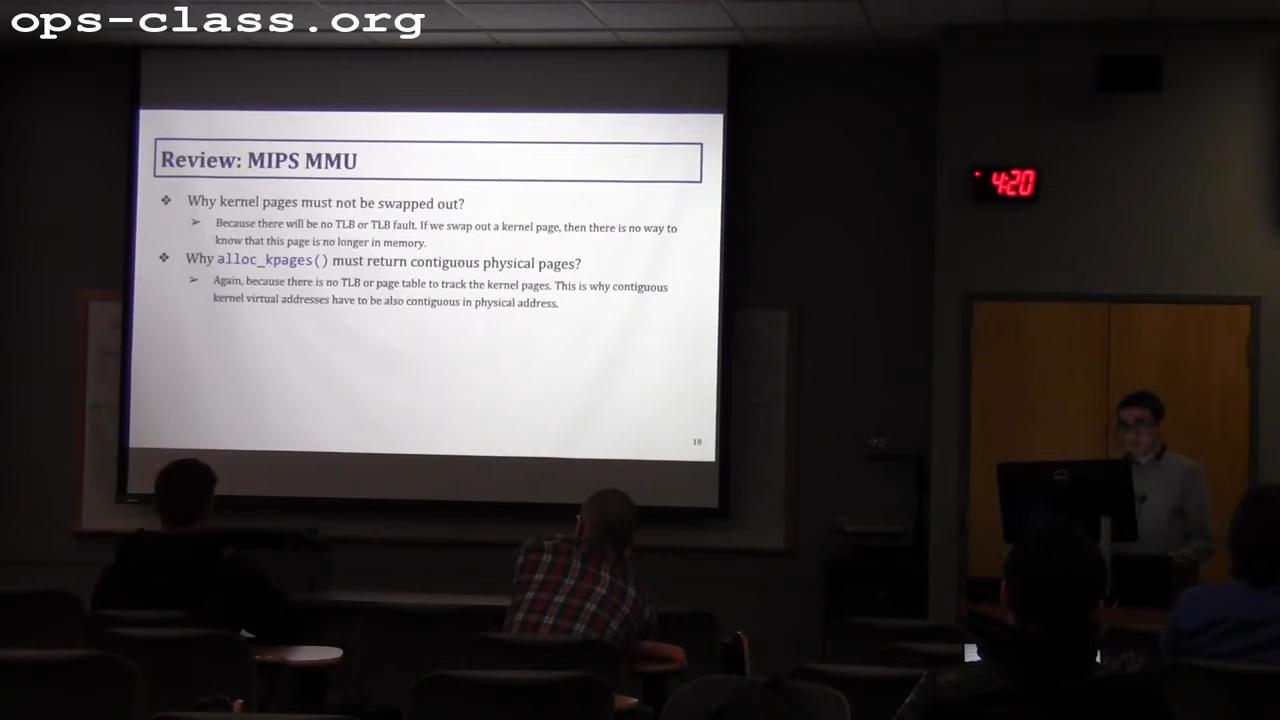 ops-class.org
Review: MIPS MMU
❖ Why kernel pages must not be swapped out?
➢ Because there will be no TLB or TLB fault. If we swap out a kernel page, then there is no way to
know that this page is no longer in memory.
❖ Why alloc_kpages() must return contiguous physical pages?
➢ Again, because there is no TLB or page table to track the kernel pages. This is why contiguous
kernel virtual addresses have to be also contiguous in physical address.
10
4:20